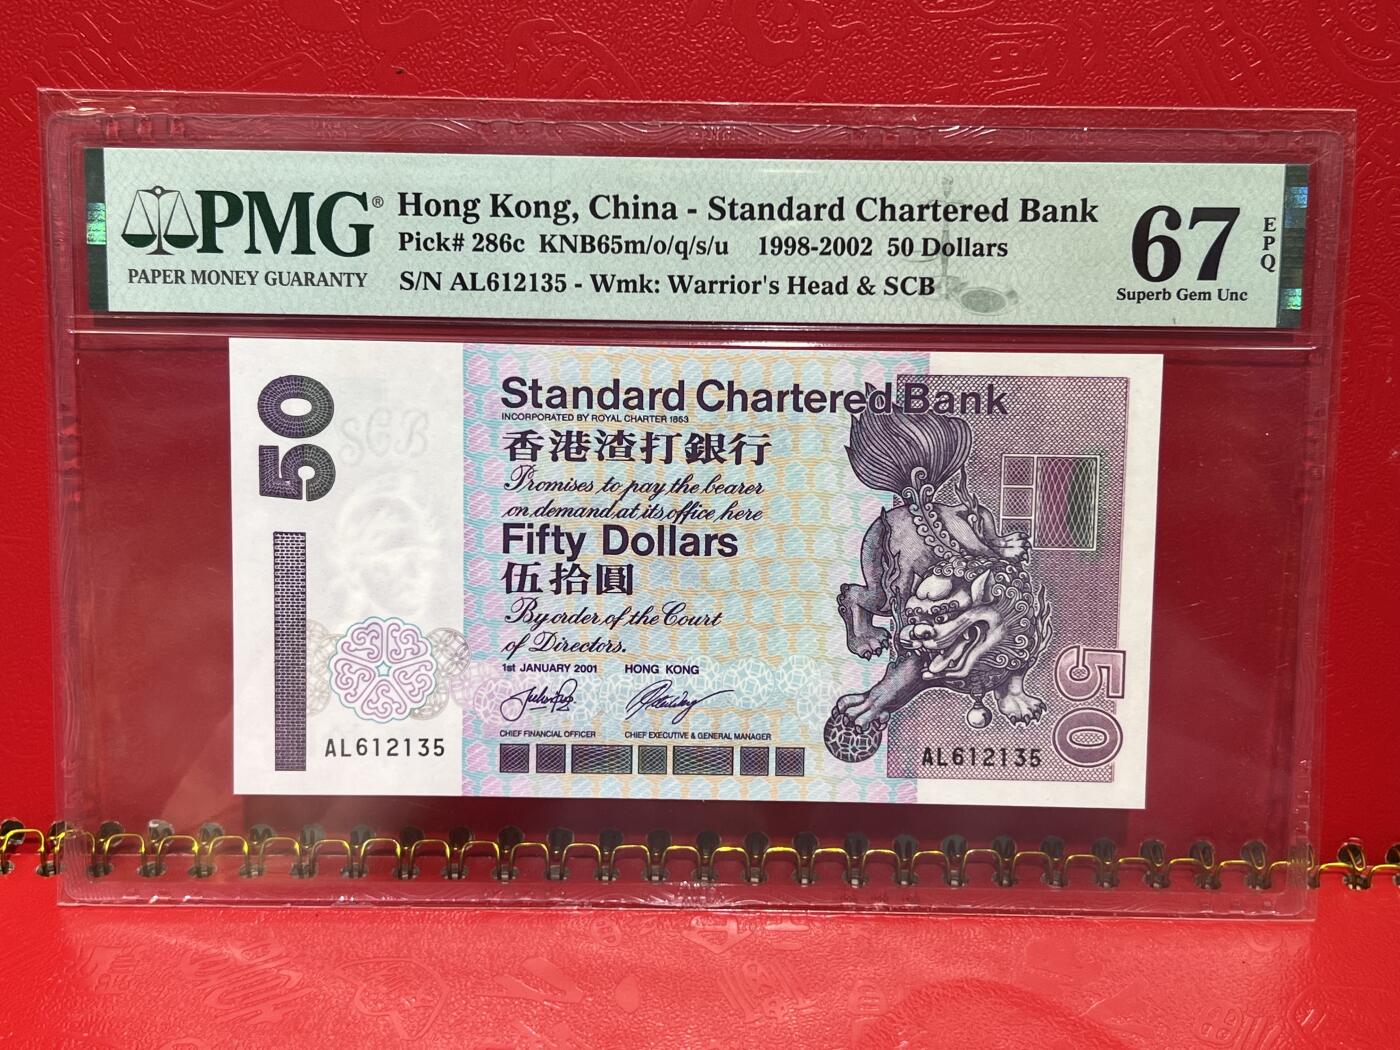 PMG®
PAPER MONEY GUARANTY
Hong Kong, China - Standard Chartered Bank
Pick# 286c KNB65m/o/q/s/u 1998-2002 50 Dollars
S/N AL612135 - Wmk: Warrior's Head & SCB
67
EPQ
Superb Gem Unc
50
SCB
Standard Chartered Bank
INCORPORATED BY ROYAL CHARTER 1853
香港渣打銀行
Promises to pay the bearer
on demand at its office here
Fifty Dollars
伍拾圓
By order of the Court
of Directors.
1st JANUARY 2001 HONG KONG
CHIEF FINANCIAL OFFICER CHIEF EXECUTIVE & GENERAL MANAGER
AL612135
AL612135
50